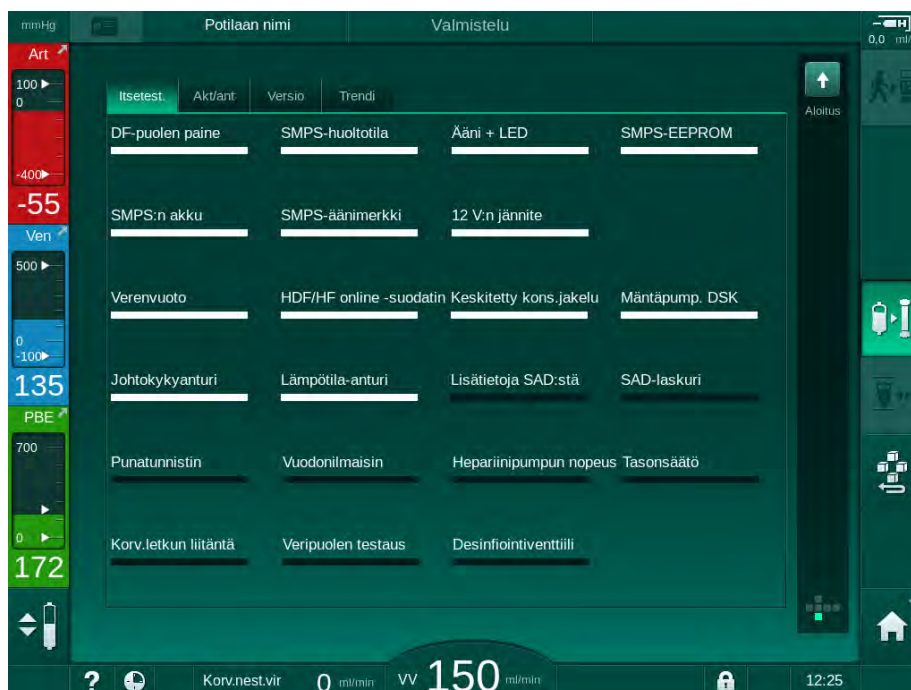 mmHg Potilaan nimi Valmistelu
0,0 ml/
Art
100
0
-400
-55
Ven
500
0
-100
135
PBE
700
0
172
Itsetest. Akt/ant Versio Trendi
Aloitus
DF-puolen paine SMPS-huoltotila Ääni + LED SMPS-EEPROM
SMPS:n akku SMPS-äänimerkki 12 V:n jännite
Verenvuoto HDF/HF online -suodatin Keskitetty kons.jakelu Mäntäpump. DSK
Johtokykyanturi Lämpötila-anturi Lisätietoja SAD:stä SAD-laskuri
Punatunnistin Vuodonilmaisin Hepariinipumpun nopeus Tasonsäätö
Korv.letkun liitäntä Veripuolen testaus Desinfiointiventtiili
? Korv.nest.vir 0 ml/min VV 150 ml/min 12:25